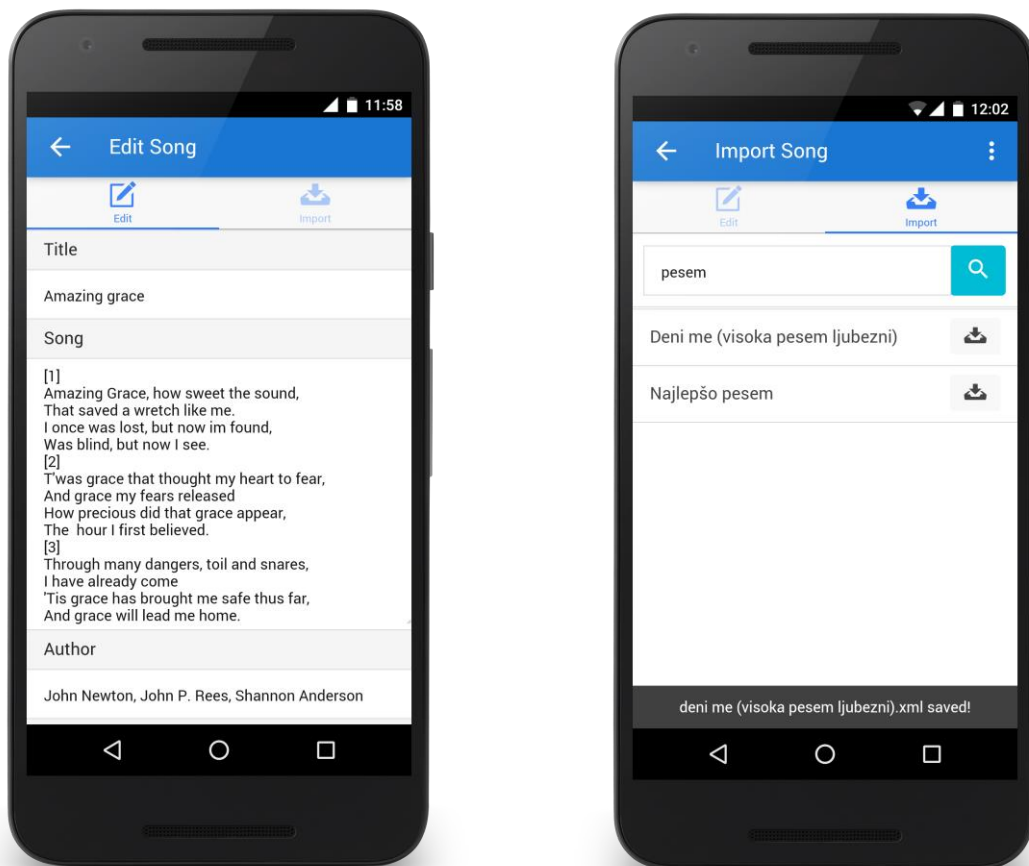 11:58
Edit Song
Edit
Import
Title
Amazing grace
Song
[1]
Amazing Grace, how sweet the sound,
That saved a wretch like me.
I once was lost, but now im found,
Was blind, but now I see.
[2]
T'was grace that thought my heart to fear,
And grace my fears released
How precious did that grace appear,
The  hour I first believed.
[3]
Through many dangers, toil and snares,
I have already come
'Tis grace has brought me safe thus far,
And grace will lead me home.
Author
John Newton, John P. Rees, Shannon Anderson
12:02
Import Song
Edit
Import
pesem
Deni me (visoka pesem ljubezni)
Najlepšo pesem
deni me (visoka pesem ljubezni).xml saved!